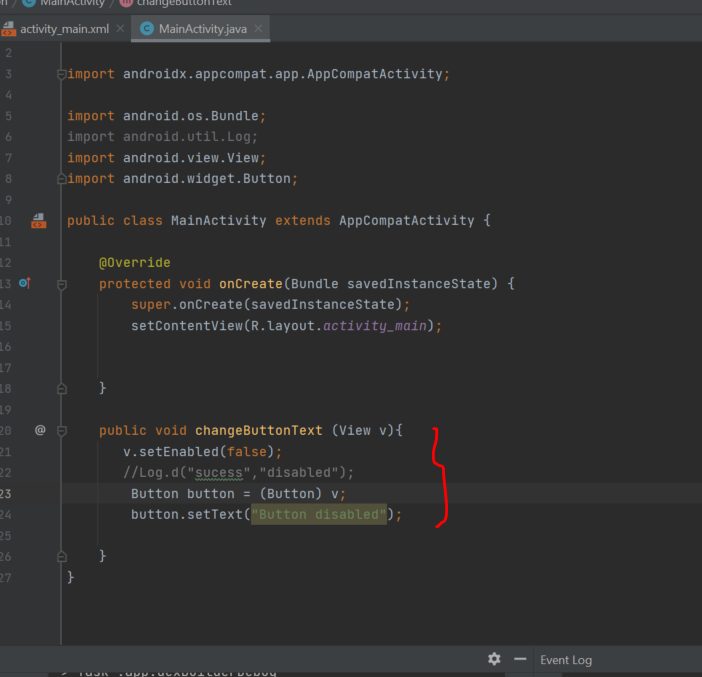 MainActivity / m changeButtonText
activity_main.xml × C MainActivity.java ×
2
3 import androidx.appcompat.app.AppCompatActivity;
4
5 import android.os.Bundle;
6 import android.util.Log;
7 import android.view.View;
8 import android.widget.Button;
9
10 public class MainActivity extends AppCompatActivity {
11
12 @Override
13 protected void onCreate(Bundle savedInstanceState) {
14 super.onCreate(savedInstanceState);
15 setContentView(R.layout.activity_main);
16
17
18 }
19
20 @ public void changeButtonText (View v){
21 v.setEnabled(false);
22 //Log.d("sucess","disabled");
23 Button button = (Button) v;
24 button.setText("Button disabled");
25
26 }
27 }
Event Log
> Task :app:dexBuilderDebug